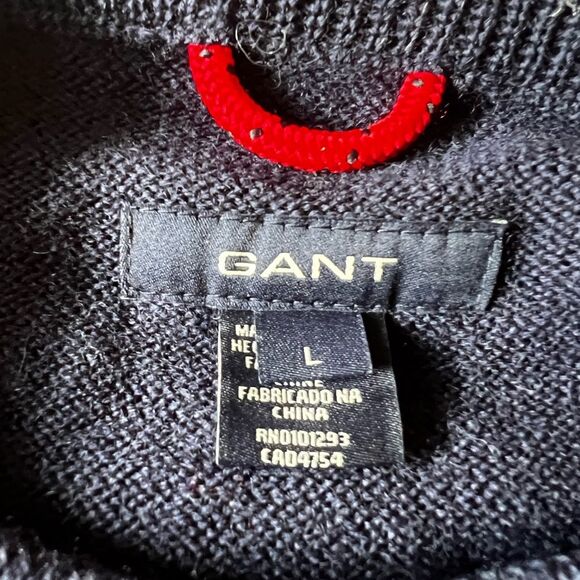 GANT
L
FABRICADO NA
CHINA
RN0101293
CA04754